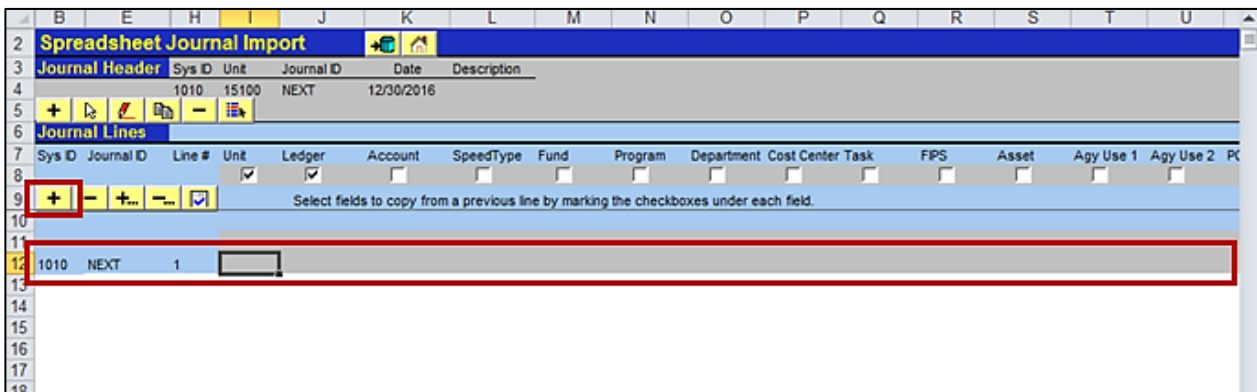 B E H I J K L M N O P Q R S T U
2 Spreadsheet Journal Import
3 Journal Header Sys ID Unit Journal ID Date Description
4 1010 15100 NEXT 12/30/2016
5 + −
6 Journal Lines
7 Sys ID Journal ID Line # Unit Ledger Account SpeedType Fund Program Department Cost Center Task FIPS Asset Agy Use 1 Agy Use 2
8
9 + − +... −... Select fields to copy from a previous line by marking the checkboxes under each field.
10
11
12 1010 NEXT 1
13
14
15
16
17
18